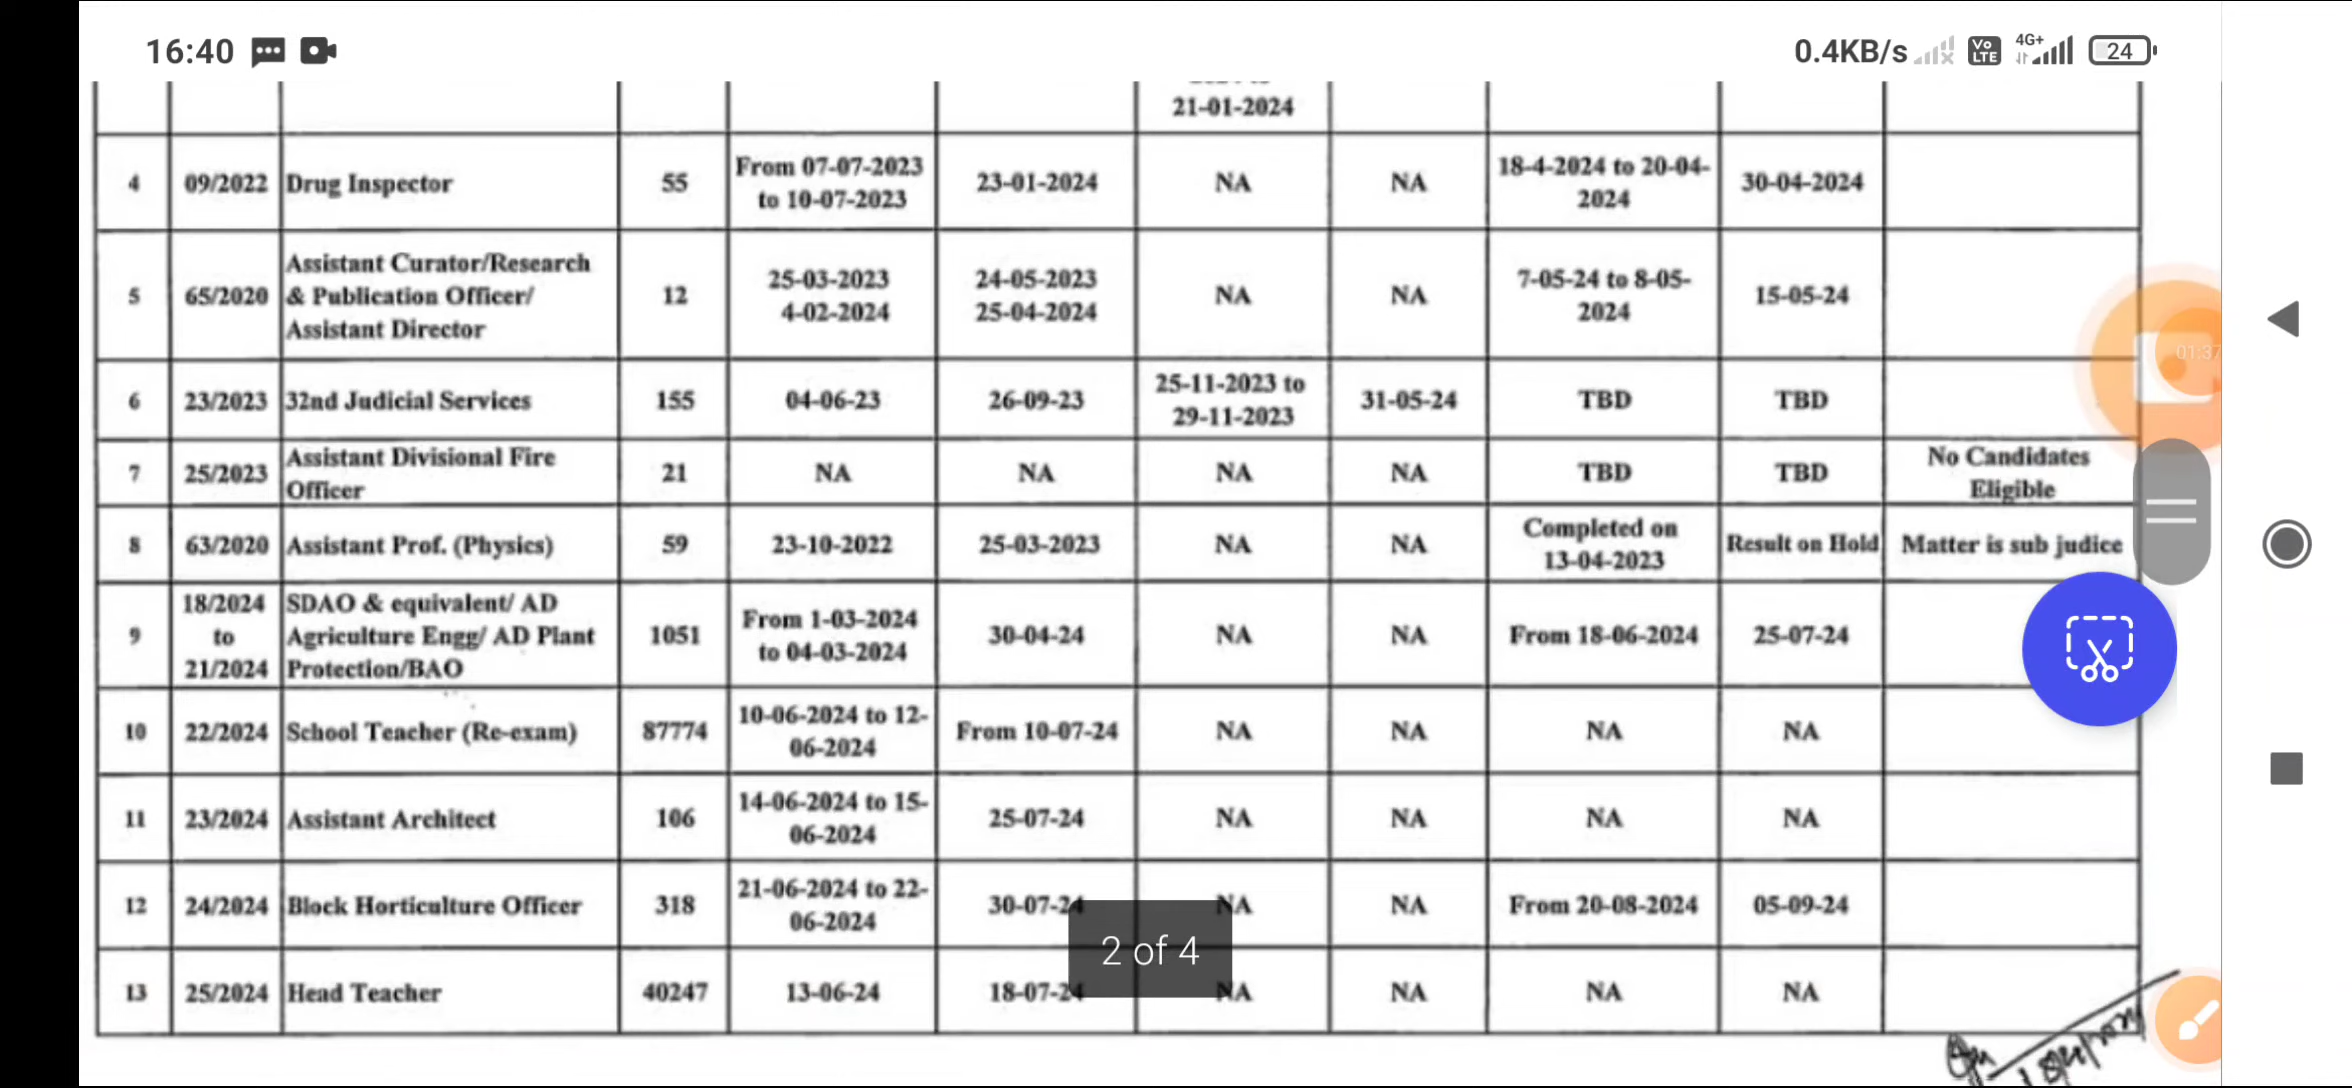 16:40
0.4KB/s
Vo LTE
4G+
24
21-01-2024
4 09/2022 Drug Inspector 55 From 07-07-2023 to 10-07-2023 23-01-2024 NA NA 18-4-2024 to 20-04-2024 30-04-2024
5 65/2020 Assistant Curator/Research & Publication Officer/ Assistant Director 12 25-03-2023 4-02-2024 24-05-2023 25-04-2024 NA NA 7-05-24 to 8-05-2024 15-05-24
6 23/2023 32nd Judicial Services 155 04-06-23 26-09-23 25-11-2023 to 29-11-2023 31-05-24 TBD TBD
7 25/2023 Assistant Divisional Fire Officer 21 NA NA NA NA TBD TBD No Candidates Eligible
8 63/2020 Assistant Prof. (Physics) 59 23-10-2022 25-03-2023 NA NA Completed on 13-04-2023 Result on Hold Matter is sub judice
9 18/2024 to 21/2024 SDAO & equivalent/ AD Agriculture Engg/ AD Plant Protection/BAO 1051 From 1-03-2024 to 04-03-2024 30-04-24 NA NA From 18-06-2024 25-07-24
10 22/2024 School Teacher (Re-exam) 87774 10-06-2024 to 12-06-2024 From 10-07-24 NA NA NA NA
11 23/2024 Assistant Architect 106 14-06-2024 to 15-06-2024 25-07-24 NA NA NA NA
12 24/2024 Block Horticulture Officer 318 21-06-2024 to 22-06-2024 30-07-24 NA NA From 20-08-2024 05-09-24
13 25/2024 Head Teacher 40247 13-06-24 18-07-24 NA NA NA NA
2 of 4
01:37